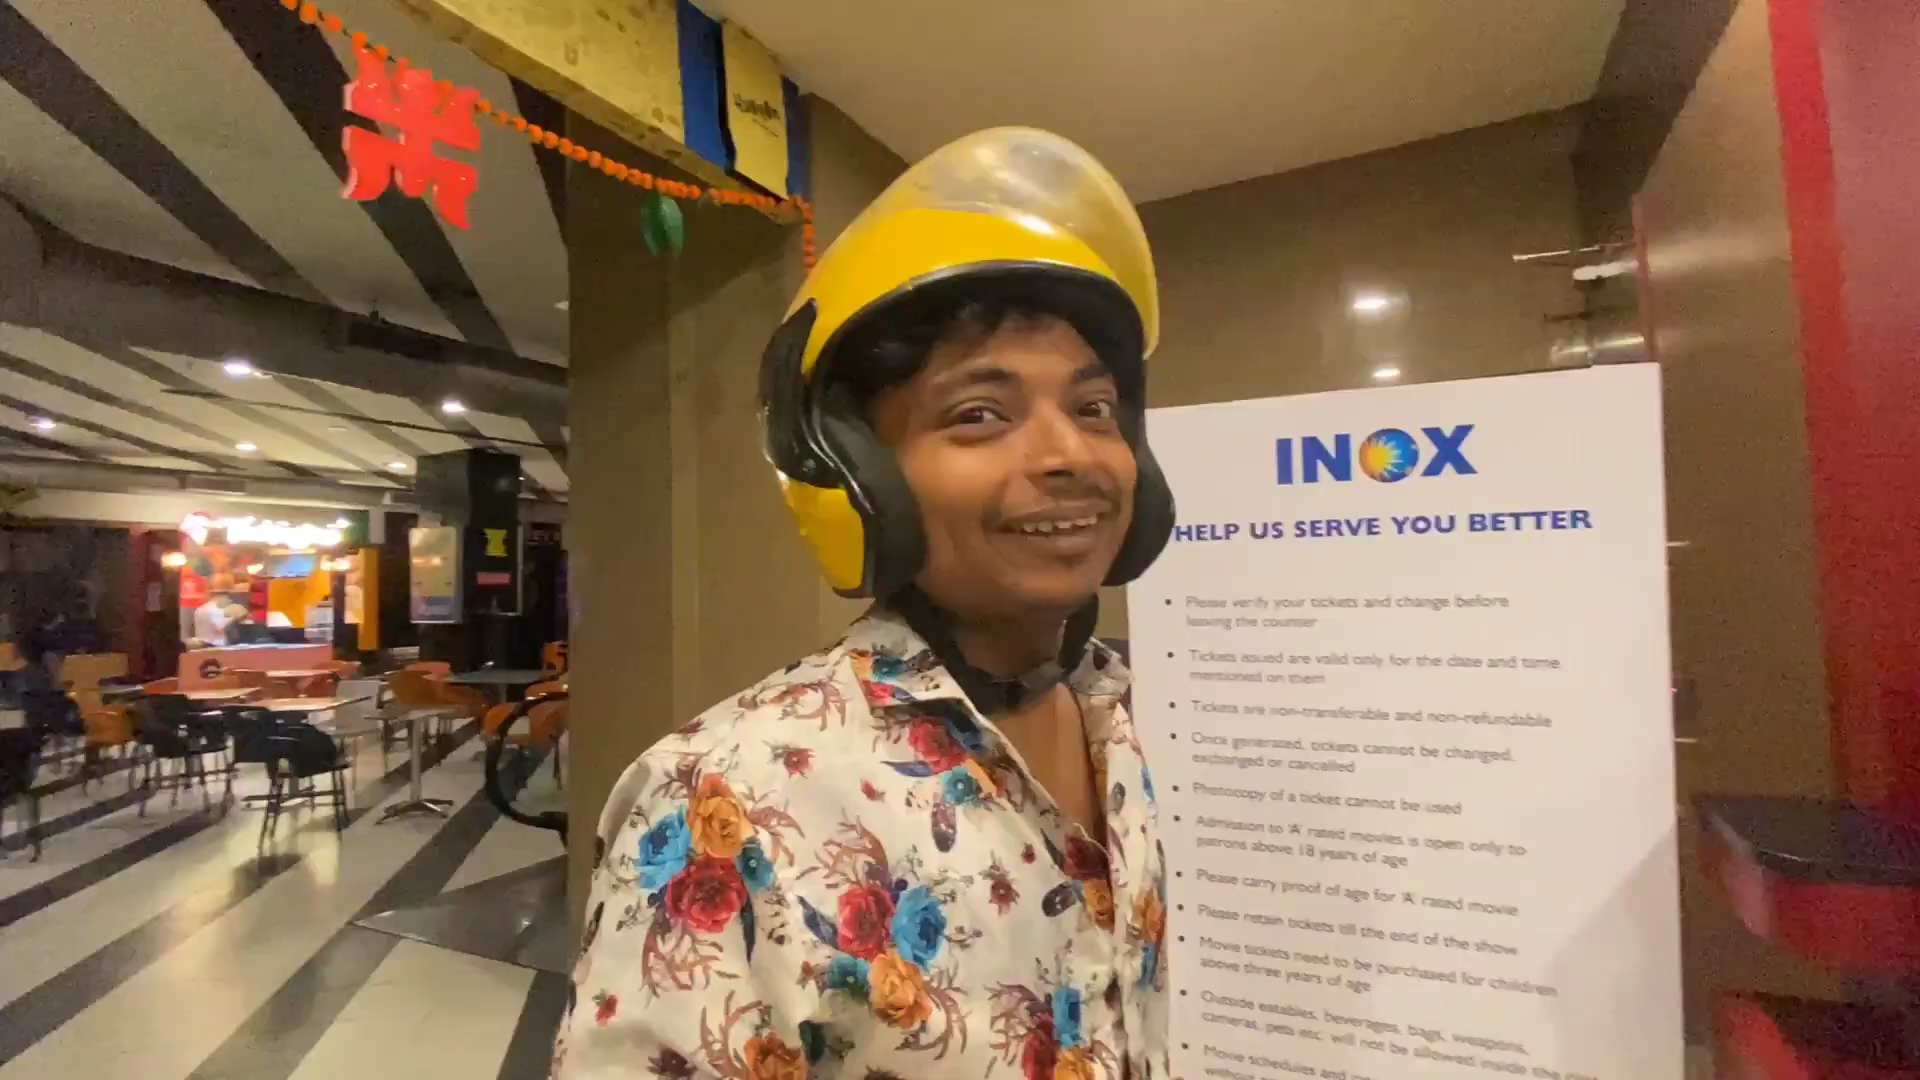 INOX
HELP US SERVE YOU BETTER
• Please verify your tickets and change before
leaving the counter
• Tickets issued are valid only for the date and time
mentioned on them
• Tickets are non-transferable and non-refundable
• Once generated, tickets cannot be changed,
exchanged or cancelled
• Photocopy of a ticket cannot be used
• Admission to 'A' rated movies is open only to
patrons above 18 years of age
• Please carry proof of age for 'A' rated movie
• Please retain tickets till the end of the show
• Movie tickets need to be purchased for children
above three years of age
• Outside eatables, beverages, bags, weapons,
cameras, pets etc. will not be allowed inside the
• Movie schedules and
without